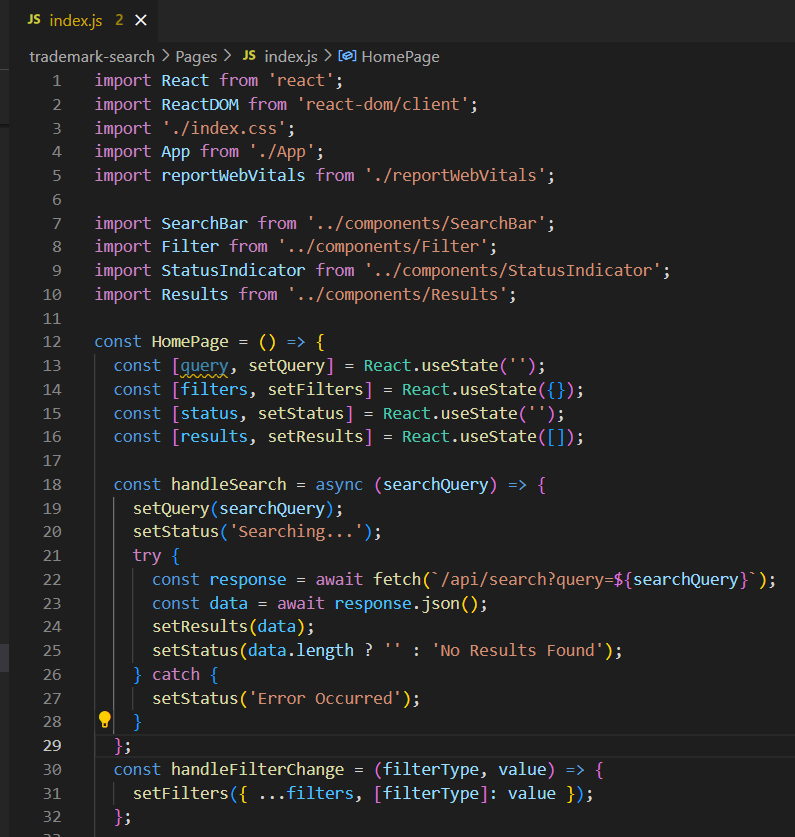 JS index.js 2 ×
trademark-search > Pages > JS index.js > HomePage
1 import React from 'react';
2 import ReactDOM from 'react-dom/client';
3 import './index.css';
4 import App from './App';
5 import reportWebVitals from './reportWebVitals';
6
7 import SearchBar from '../components/SearchBar';
8 import Filter from '../components/Filter';
9 import StatusIndicator from '../components/StatusIndicator';
10 import Results from '../components/Results';
11
12 const HomePage = () => {
13   const [query, setQuery] = React.useState('');
14   const [filters, setFilters] = React.useState({});
15   const [status, setStatus] = React.useState('');
16   const [results, setResults] = React.useState([]);
17
18   const handleSearch = async (searchQuery) => {
19     setQuery(searchQuery);
20     setStatus('Searching...');
21     try {
22       const response = await fetch(`/api/search?query=${searchQuery}`);
23       const data = await response.json();
24       setResults(data);
25       setStatus(data.length ? '' : 'No Results Found');
26     } catch {
27       setStatus('Error Occurred');
28     }
29   };
30   const handleFilterChange = (filterType, value) => {
31     setFilters({ ...filters, [filterType]: value });
32   };